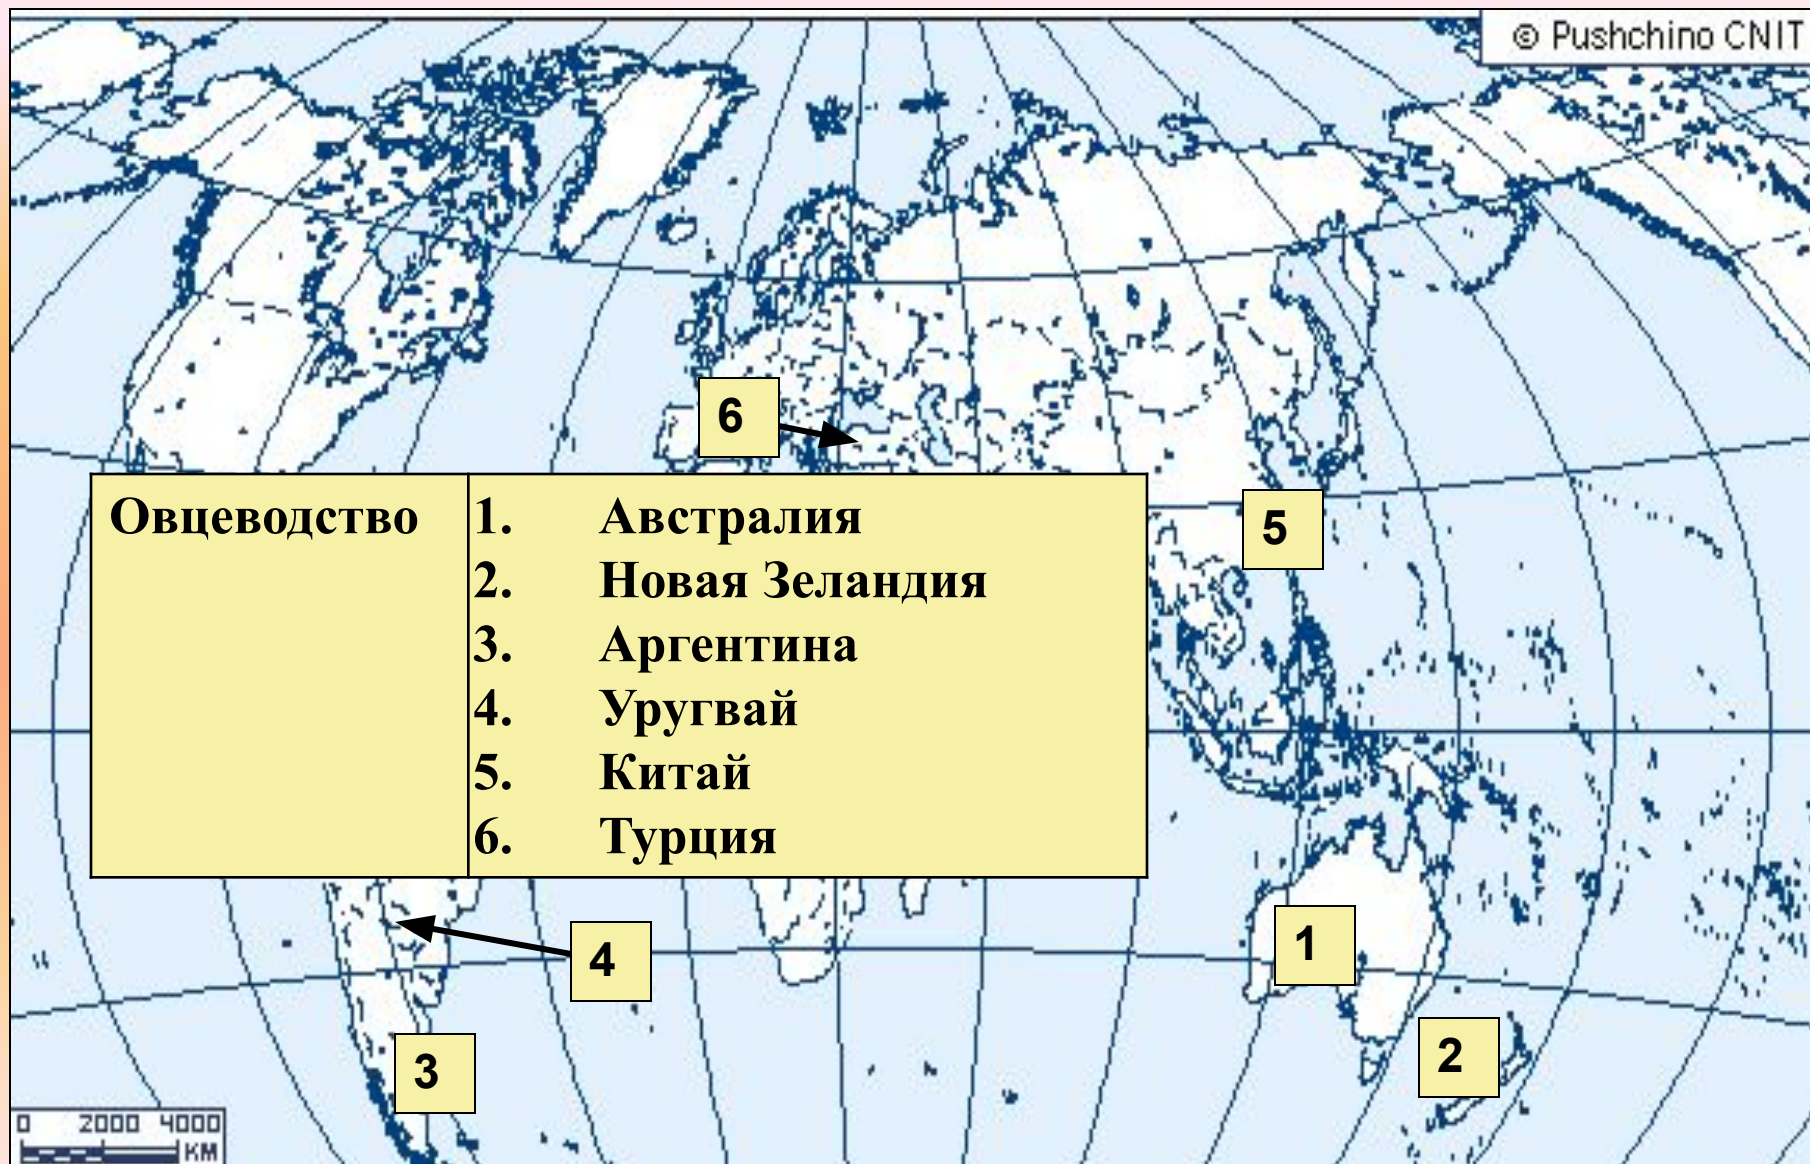 © Pushchino CNIT
6
Овцеводство
1. Австралия
2. Новая Зеландия
3. Аргентина
4. Уругвай
5. Китай
6. Турция
5
1
4
2
3
0 2000 4000
КМ